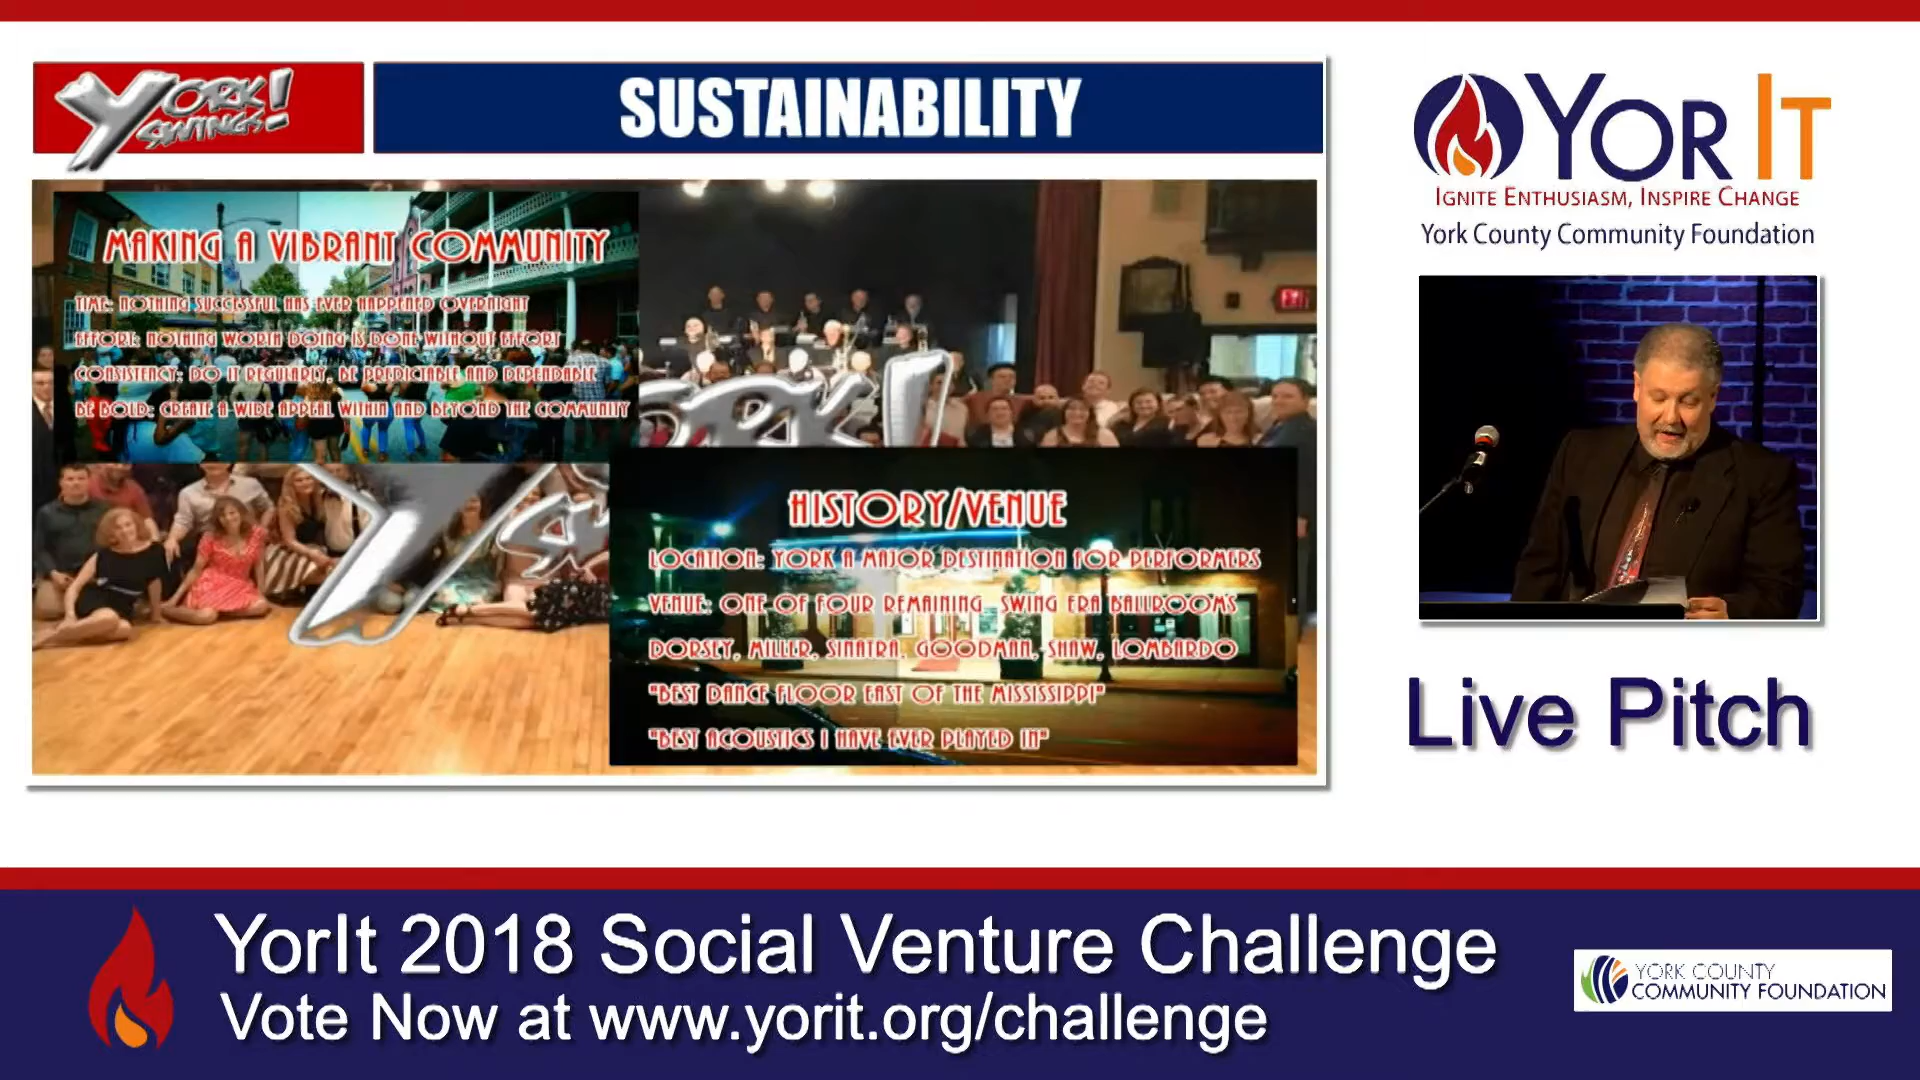 YORK!
SWINGS!
SUSTAINABILITY
MAKING A VIBRANT COMMUNITY
TIME: NOTHING SUCCESSFUL HAS EVER HAPPENED OVERNIGHT
EFFORT: NOTHING WORTH DOING IS DONE WITHOUT EFFORT
CONSISTENCY: DO IT REGULARLY, BE PREDICTABLE AND DEPENDABLE
BE BOLD: CREATE A WIDE APPEAL WITHIN AND BEYOND THE COMMUNITY
HISTORY/VENUE
LOCATION: YORK A MAJOR DESTINATION FOR PERFORMERS
VENUE: ONE OF FOUR REMAINING SWING ERA BALLROOMS
DORSEY, MILLER, SINATRA, GOODMAN, SHAW, LOMBARDO
"BEST DANCE FLOOR EAST OF THE MISSISSIPPI"
"BEST ACOUSTICS I HAVE EVER PLAYED IN"
YORIT
IGNITE ENTHUSIASM, INSPIRE CHANGE
York County Community Foundation
Live Pitch
YorIt 2018 Social Venture Challenge
Vote Now at www.yorit.org/challenge
YORK COUNTY
COMMUNITY FOUNDATION